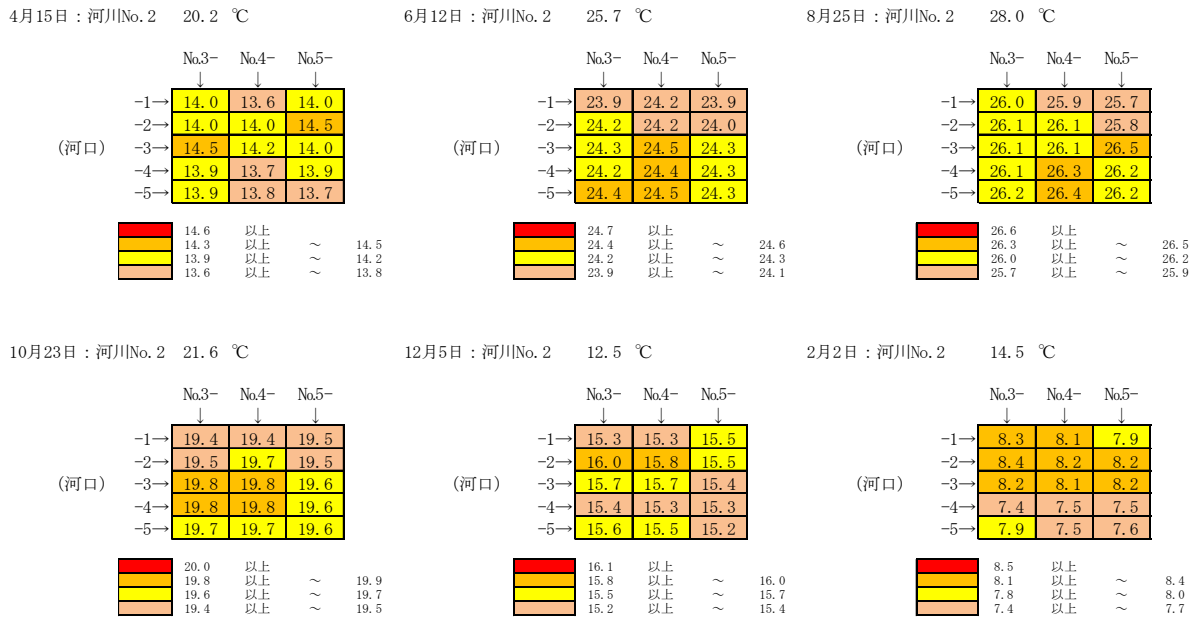 4月15日：河川No.2 20.2 ℃
No.3- No.4- No.5-
↓ ↓ ↓
-1→ 14.0 13.6 14.0
-2→ 14.0 14.0 14.5
(河口) -3→ 14.5 14.2 14.0
-4→ 13.9 13.7 13.9
-5→ 13.9 13.8 13.7
14.6 以上
14.3 以上 ～ 14.5
13.9 以上 ～ 14.2
13.6 以上 ～ 13.8
6月12日：河川No.2 25.7 ℃
No.3- No.4- No.5-
↓ ↓ ↓
-1→ 23.9 24.2 23.9
-2→ 24.2 24.2 24.0
(河口) -3→ 24.3 24.5 24.3
-4→ 24.2 24.4 24.3
-5→ 24.4 24.5 24.3
24.7 以上
24.4 以上 ～ 24.6
24.2 以上 ～ 24.3
23.9 以上 ～ 24.1
8月25日：河川No.2 28.0 ℃
No.3- No.4- No.5-
↓ ↓ ↓
-1→ 26.0 25.9 25.7
-2→ 26.1 26.1 25.8
(河口) -3→ 26.1 26.1 26.5
-4→ 26.1 26.3 26.2
-5→ 26.2 26.4 26.2
26.6 以上
26.3 以上 ～ 26.5
26.0 以上 ～ 26.2
25.7 以上 ～ 25.9
10月23日：河川No.2 21.6 ℃
No.3- No.4- No.5-
↓ ↓ ↓
-1→ 19.4 19.4 19.5
-2→ 19.5 19.7 19.5
(河口) -3→ 19.8 19.8 19.6
-4→ 19.8 19.8 19.6
-5→ 19.7 19.7 19.6
20.0 以上
19.8 以上 ～ 19.9
19.6 以上 ～ 19.7
19.4 以上 ～ 19.5
12月5日：河川No.2 12.5 ℃
No.3- No.4- No.5-
↓ ↓ ↓
-1→ 15.3 15.3 15.5
-2→ 16.0 15.8 15.5
(河口) -3→ 15.7 15.7 15.4
-4→ 15.4 15.3 15.3
-5→ 15.6 15.5 15.2
16.1 以上
15.8 以上 ～ 16.0
15.5 以上 ～ 15.7
15.2 以上 ～ 15.4
2月2日：河川No.2 14.5 ℃
No.3- No.4- No.5-
↓ ↓ ↓
-1→ 8.3 8.1 7.9
-2→ 8.4 8.2 8.2
(河口) -3→ 8.2 8.1 8.2
-4→ 7.4 7.5 7.5
-5→ 7.9 7.5 7.6
8.5 以上
8.1 以上 ～ 8.4
7.8 以上 ～ 8.0
7.4 以上 ～ 7.7